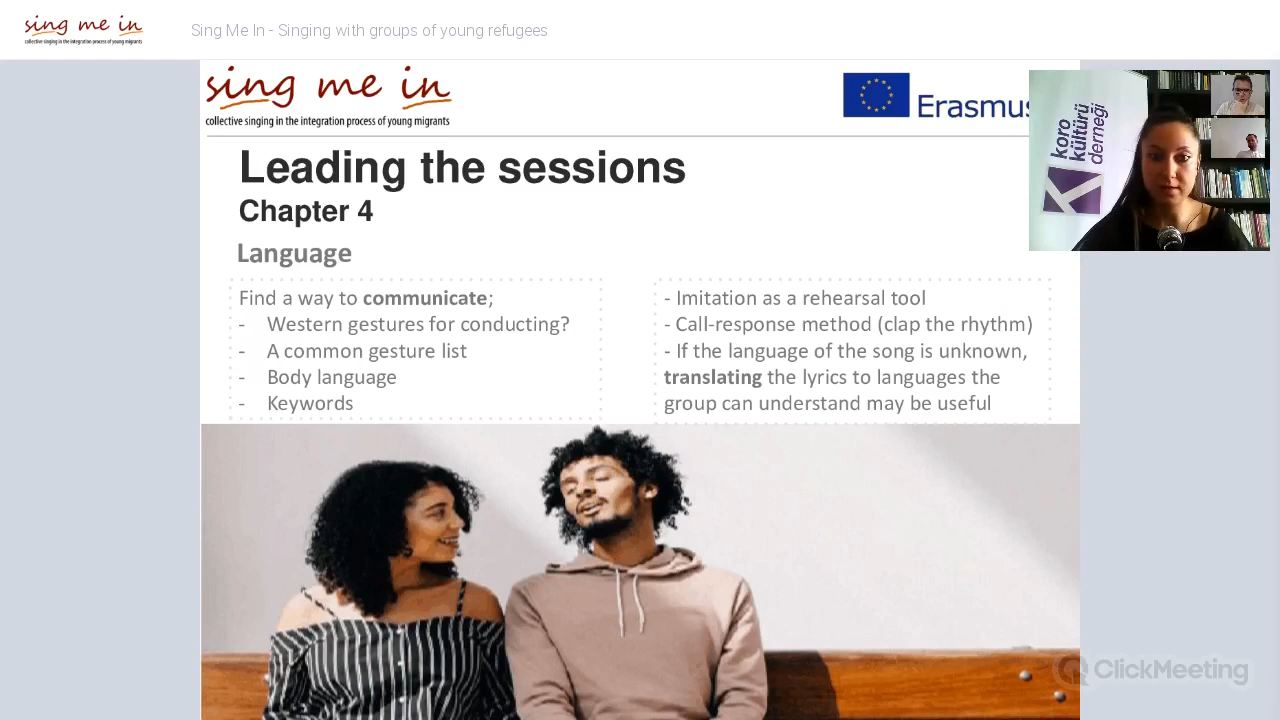 sing me in
collective singing in the integration process of young migrants
Sing Me In - Singing with groups of young refugees
sing me in
collective singing in the integration process of young migrants
Erasmus
koro
kültürü
derneği
Leading the sessions
Chapter 4
Language
Find a way to communicate;
- Western gestures for conducting?
- A common gesture list
- Body language
- Keywords
- Imitation as a rehearsal tool
- Call-response method (clap the rhythm)
- If the language of the song is unknown,
translating the lyrics to languages the
group can understand may be useful
ClickMeeting